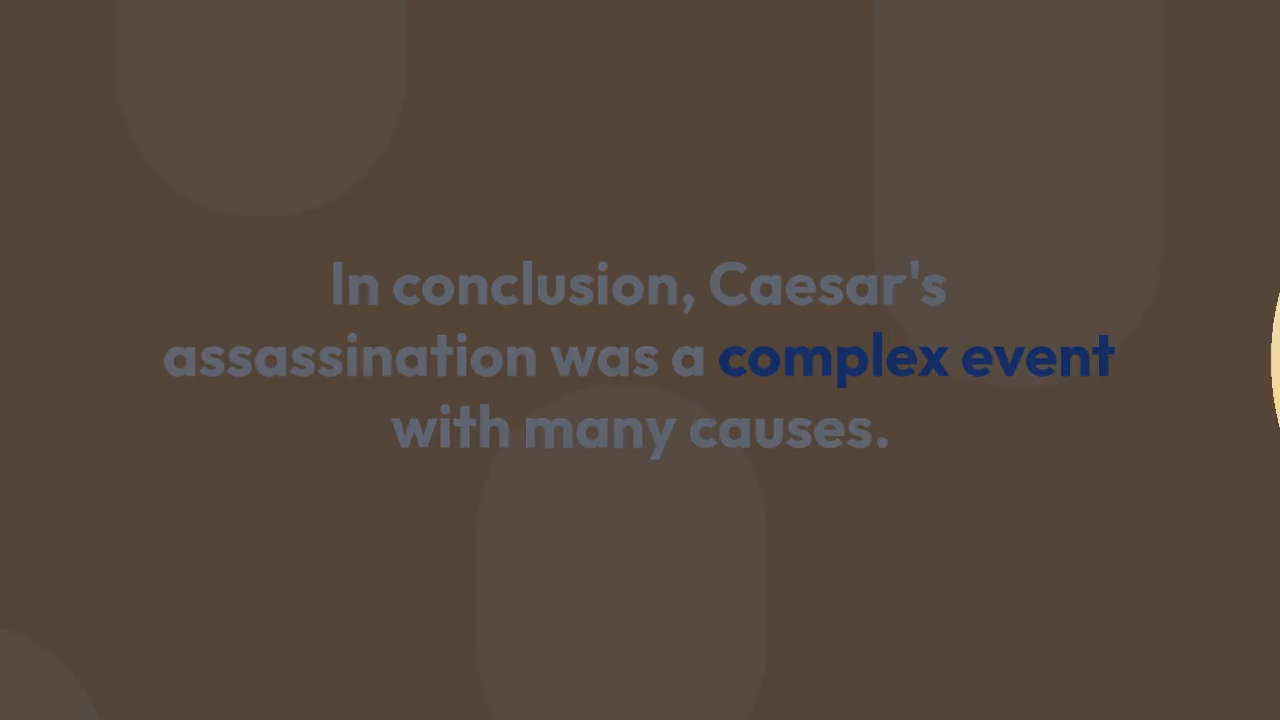 In conclusion, Caesar's
assassination was a complex event
with many causes.